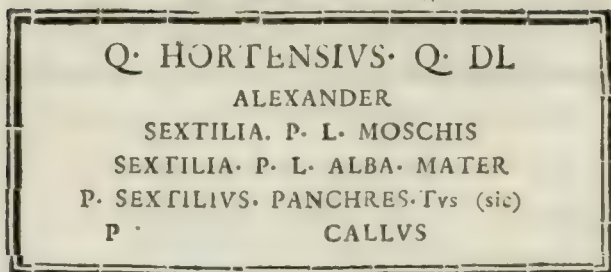 Q· HORTENSIVS· Q· DL
ALEXANDER
SEXTILIA. P· L· MOSCHIS
SEXTILIA· P· L· ALBA· MATER
P· SEXTILIVS· PANCHRES·Tvs (sic)
P · CALLVS